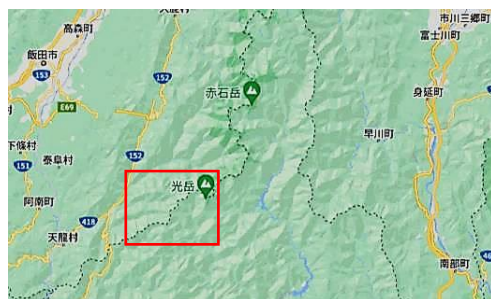 天龍村
高森町
市川三郷町
富士川町
飯田市
152
153
赤石岳
身延町
E69
早川町
下條村
152
151
泰阜村
光岳
阿南町
418
天龍村
南部町